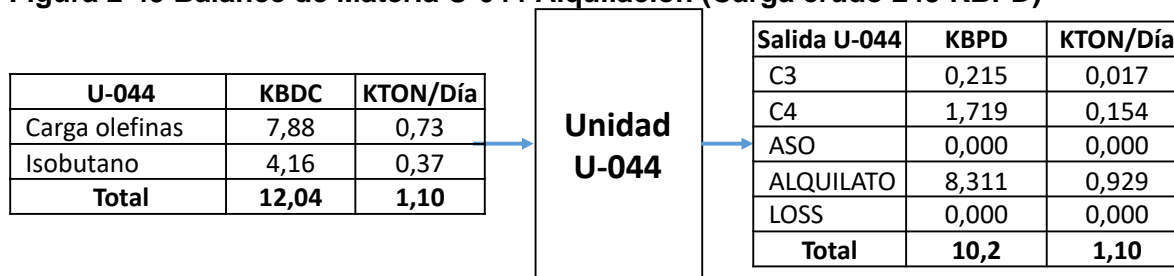 Figura 2-49 Balance de Materia U-044 Alquilación (Carga crudo 243 KBPD)
U-044 KBDC KTON/Día
Carga olefinas 7,88 0,73
Isobutano 4,16 0,37
Total 12,04 1,10
Unidad
U-044
Salida U-044 KBPD KTON/Día
C3 0,215 0,017
C4 1,719 0,154
ASO 0,000 0,000
ALQUILATO 8,311 0,929
LOSS 0,000 0,000
Total 10,2 1,10